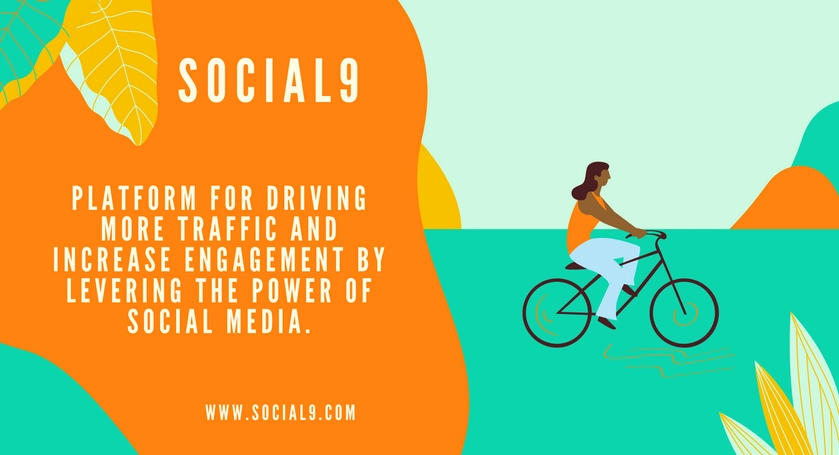 SOCIAL9
PLATFORM FOR DRIVING
MORE TRAFFIC AND
INCREASE ENGAGEMENT BY
LEVERING THE POWER OF
SOCIAL MEDIA.
WWW.SOCIAL9.COM